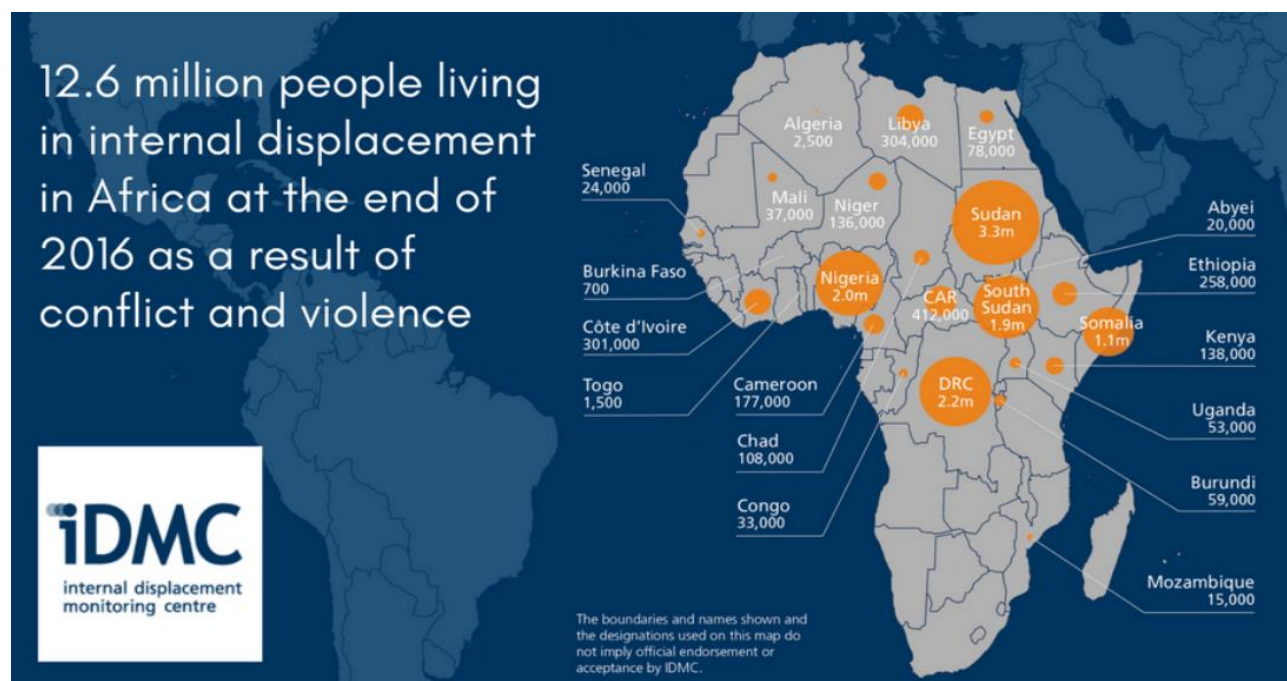 12.6 million people living
in internal displacement
in Africa at the end of
2016 as a result of
conflict and violence
iDMC
internal displacement
monitoring centre
Senegal
24,000
Burkina Faso
700
Côte d'Ivoire
301,000
Togo
1,500
Cameroon
177,000
Chad
108,000
Congo
33,000
Algeria
2,500
Libya
304,000
Egypt
78,000
Mali
37,000
Niger
136,000
Sudan
3.3m
Nigeria
2.0m
CAR
412,000
South
Sudan
1.9m
Somalia
1.1m
DRC
2.2m
Abyei
20,000
Ethiopia
258,000
Kenya
138,000
Uganda
53,000
Burundi
59,000
Mozambique
15,000
The boundaries and names shown and
the designations used on this map do
not imply official endorsement or
acceptance by IDMC.